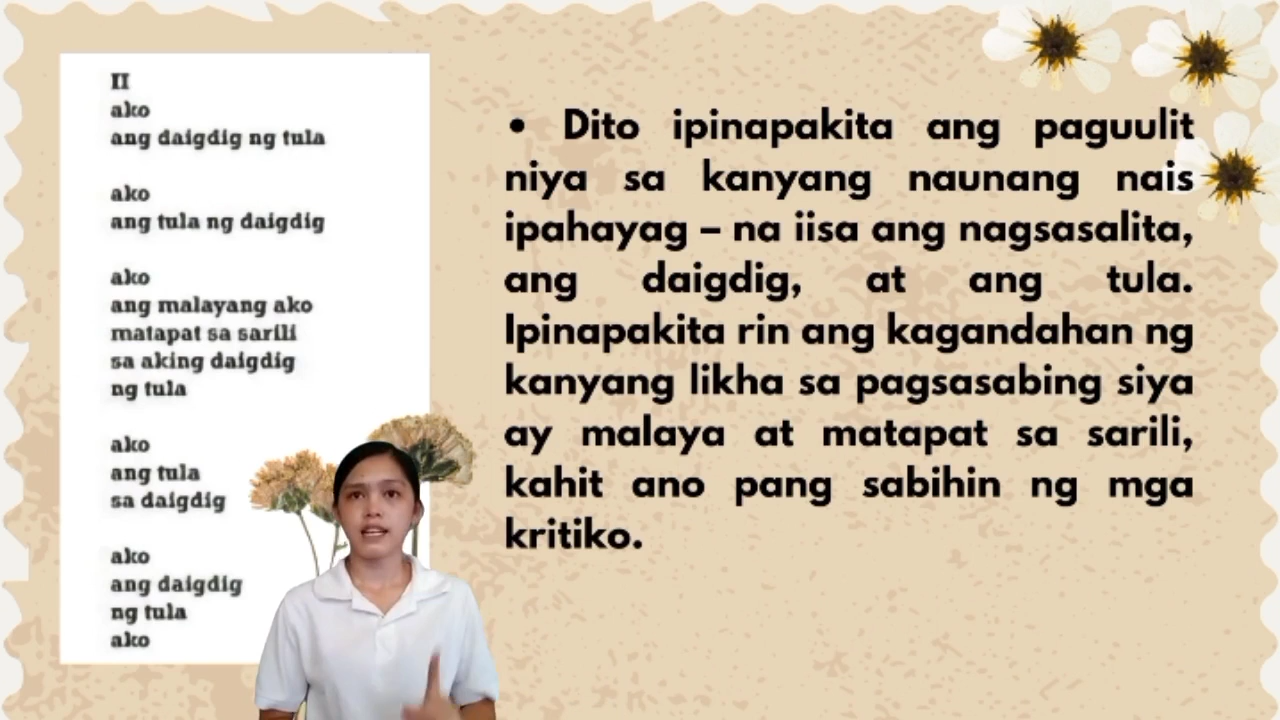 II
ako
ang daigdig ng tula
ako
ang tula ng daigdig
ako
ang malayang ako
matapat sa sarili
sa aking daigdig
ng tula
ako
ang tula
sa daigdig
ako
ang daigdig
ng tula
ako
• Dito ipinapakita ang paguulit
niya sa kanyang naunang nais
ipahayag – na iisa ang nagsasalita,
ang daigdig, at ang tula.
Ipinapakita rin ang kagandahan ng
kanyang likha sa pagsasabing siya
ay malaya at matapat sa sarili,
kahit ano pang sabihin ng mga
kritiko.